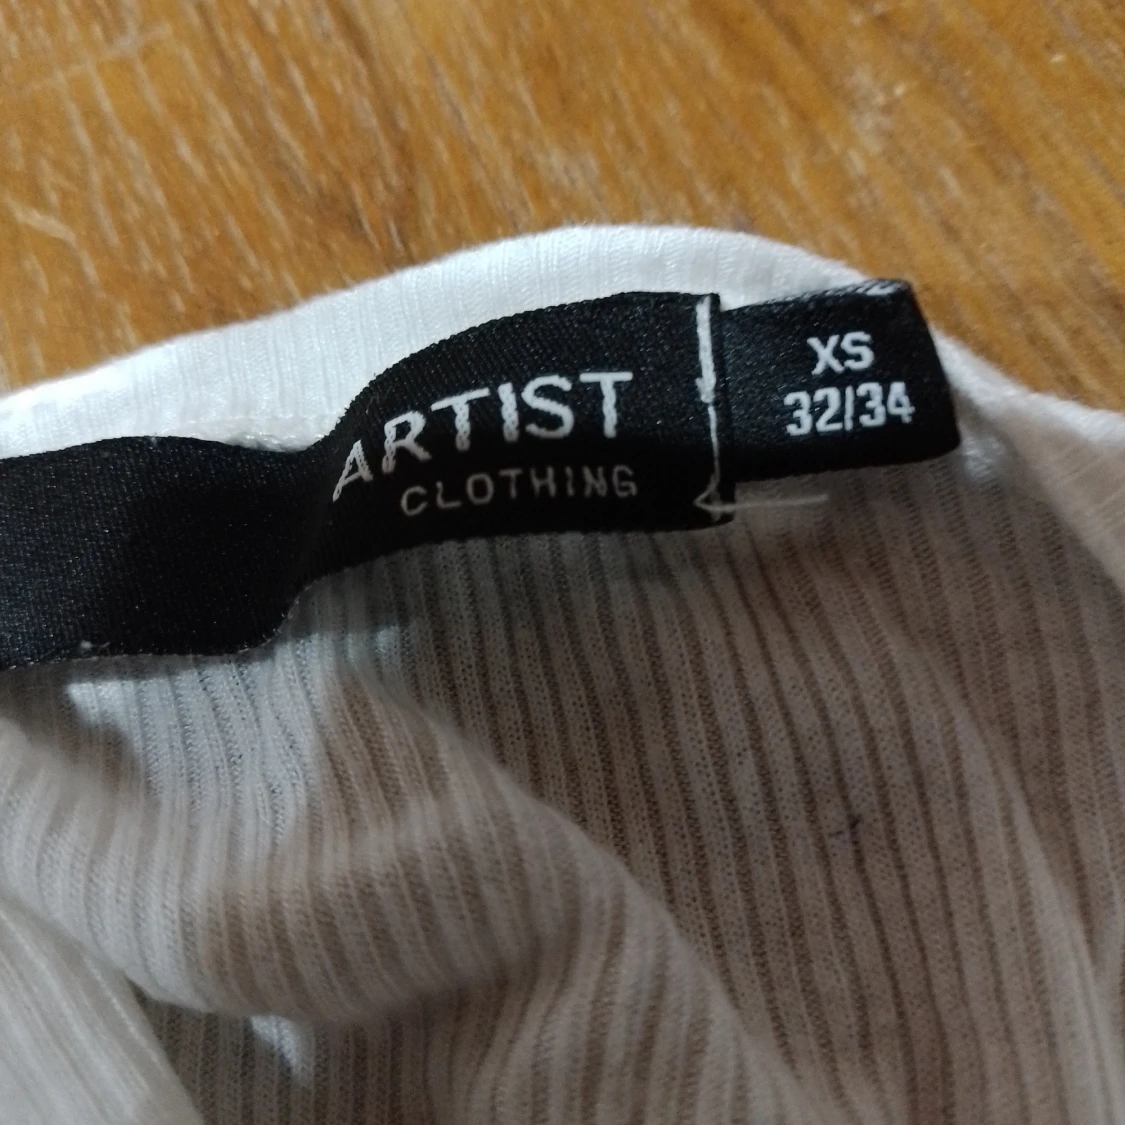 ARTIST
CLOTHING
XS
32/34